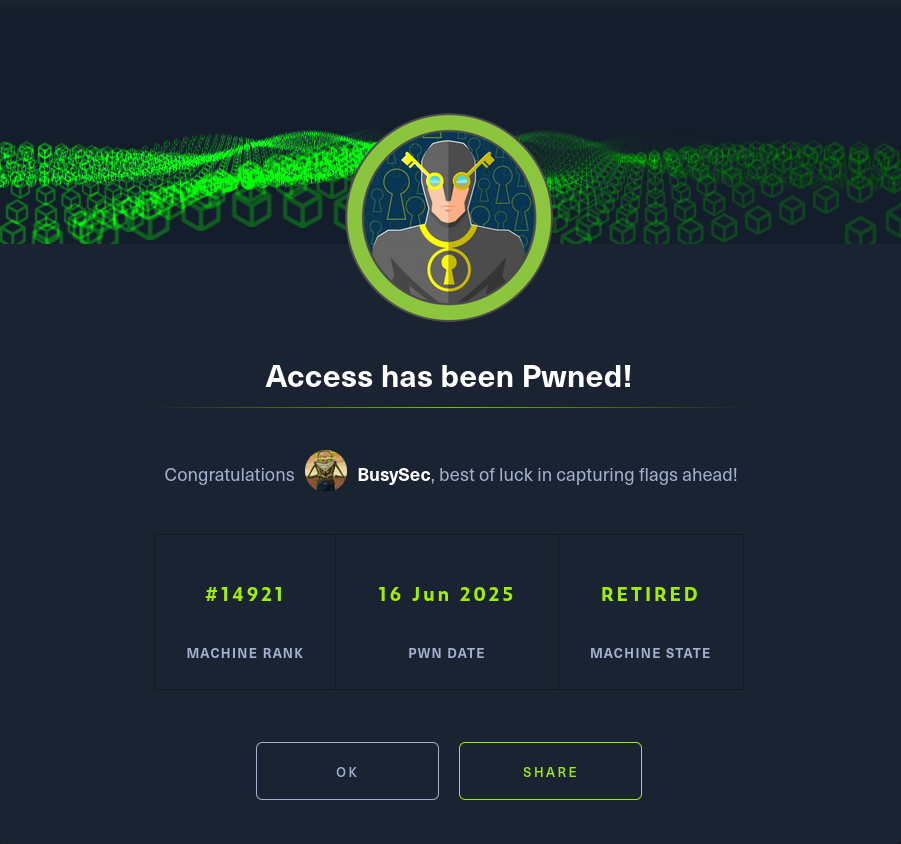 Access has been Pwned!
Congratulations BusySec, best of luck in capturing flags ahead!
#14921 16 Jun 2025 RETIRED
MACHINE RANK PWN DATE MACHINE STATE
OK SHARE